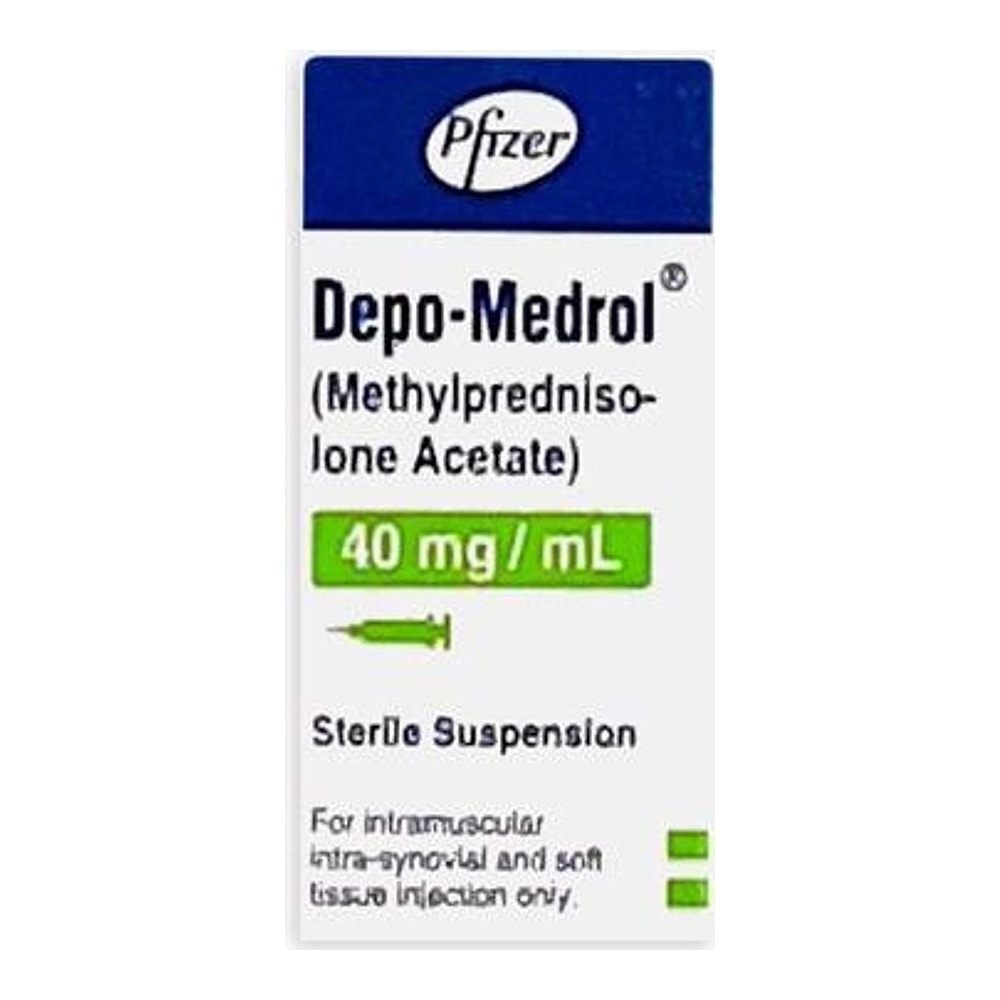 Pfizer
Depo-Medrol®
(Methylpredniso-
lone Acetate)
40 mg / mL
Sterile Suspension
For intramuscular
intra-synovial and soft
tissue injection only.